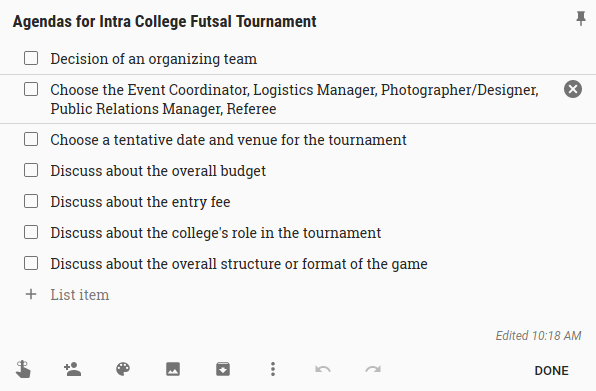 Agendas for Intra College Futsal Tournament
Decision of an organizing team
Choose the Event Coordinator, Logistics Manager, Photographer/Designer,
Public Relations Manager, Referee
Choose a tentative date and venue for the tournament
Discuss about the overall budget
Discuss about the entry fee
Discuss about the college's role in the tournament
Discuss about the overall structure or format of the game
List item
Edited 10:18 AM
DONE